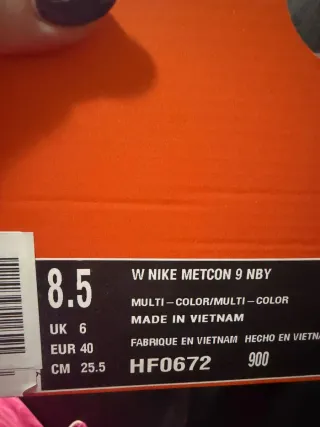 8.5
UK 6
EUR 40
CM 25.5
W NIKE METCON 9 NBY
MULTI-COLOR/MULTI-COLOR
MADE IN VIETNAM
FABRIQUE EN VIETNAM HECHO EN VIETNA
HF0672 900